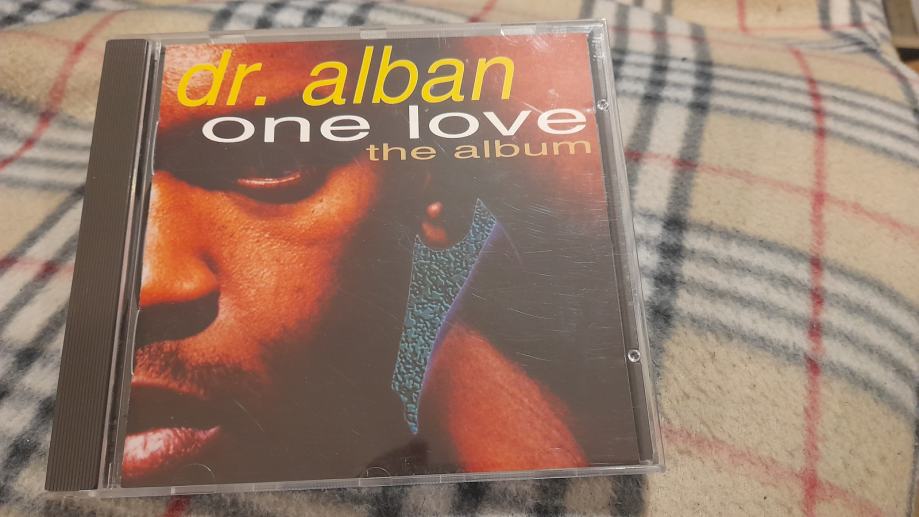 dr. alban
one love
the album